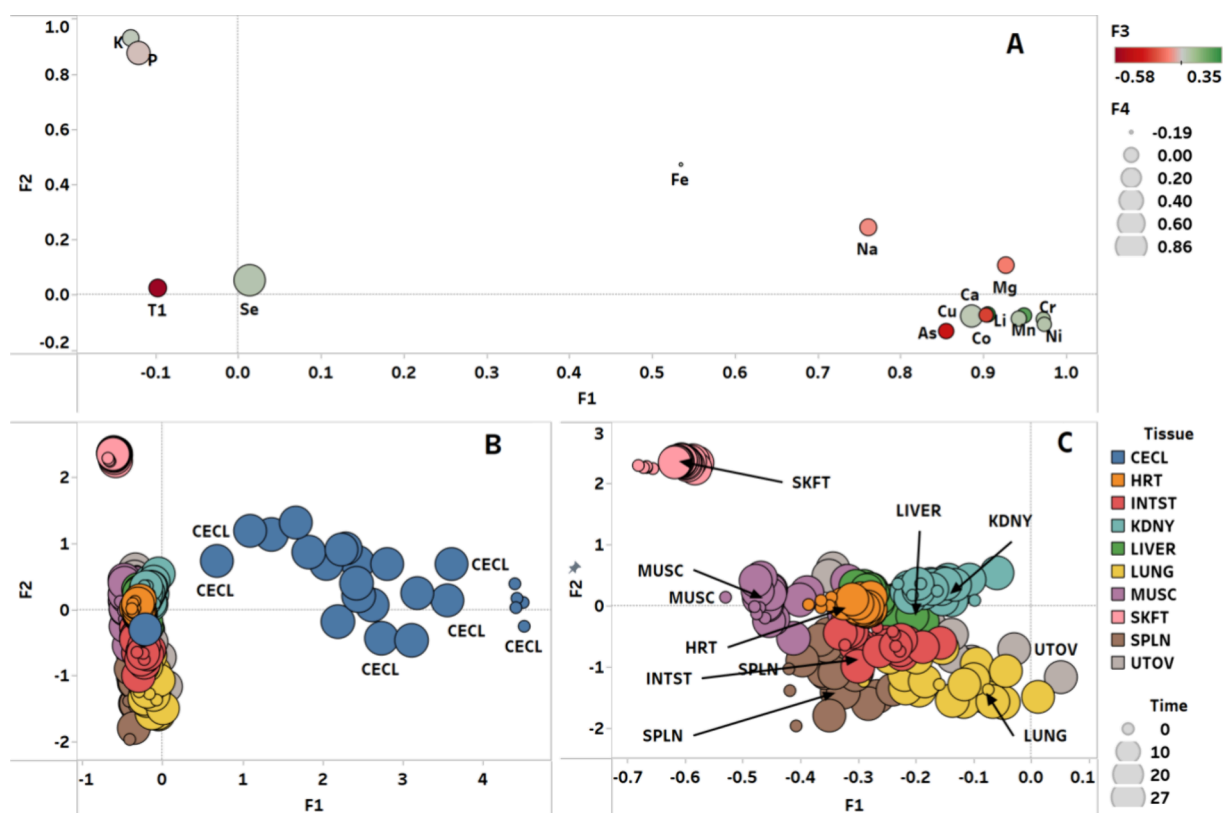 A
F3
-0.58 0.35
F4
-0.19
0.00
0.20
0.40
0.60
0.86
F2
1.0
0.8
0.6
0.4
0.2
0.0
-0.2
K
P
Fe
Na
Mg
T1
Se
Ca
Cu
Cr
Li
As
Co
Mn
Ni
-0.1 0.0 0.1 0.2 0.3 0.4 0.5 0.6 0.7 0.8 0.9 1.0
F1
B
F2
2
1
0
-1
-2
CECL
CECL
CECL
CECL
CECL
CECL
-1 0 1 2 3 4
F1
C
F2
3
2
1
0
-1
-2
SKFT
LIVER
KDNY
MUSC
MUSC
HRT
SPLN
UTOV
INTST
SPLN
LUNG
-0.7 -0.6 -0.5 -0.4 -0.3 -0.2 -0.1 0.0 0.1
F1
Tissue
CECL
HRT
INTST
KDNY
LIVER
LUNG
MUSC
SKFT
SPLN
UTOV
Time
0
10
20
27